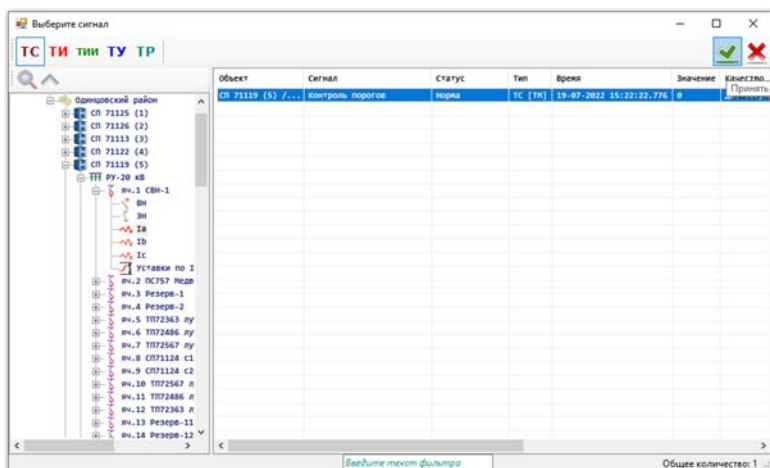 Выберите сигнал
ТС ТИ ТИИ ТУ ТР
Объект Сигнал Статус Тип Время Значение Качество...
СП 71119 (5) /... Контроль порогов Норма ТС [ТМ] 19-07-2022 15:22:22.776 0
Принять
Одинцовский район
СП 71125 (1)
СП 71126 (2)
СП 71113 (3)
СП 71122 (4)
СП 71119 (5)
РУ-20 кВ
яч.1 СВН-1
ВН
ЗН
Ia
Ib
Ic
Уставки по I
яч.2 ПС757 Медв
яч.3 Резерв-1
яч.4 Резерв-2
яч.5 ТП72363 лу
яч.6 ТП72486 лу
яч.7 ТП72567 лу
яч.8 СП71124 с1
яч.9 СП71124 с2
яч.10 ТП72567 л
яч.11 ТП72486 л
яч.12 ТП72363 л
яч.13 Резерв-11
яч.14 Резерв-12
Введите текст фильтра
Общее количество: 1